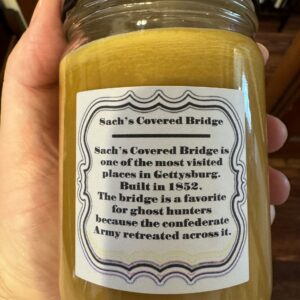 Sach's Covered Bridge
Sach's Covered Bridge is
one of the most visited
places in Gettysburg.
Built in 1852.
The bridge is a favorite
for ghost hunters
because the confederate
Army retreated across it.